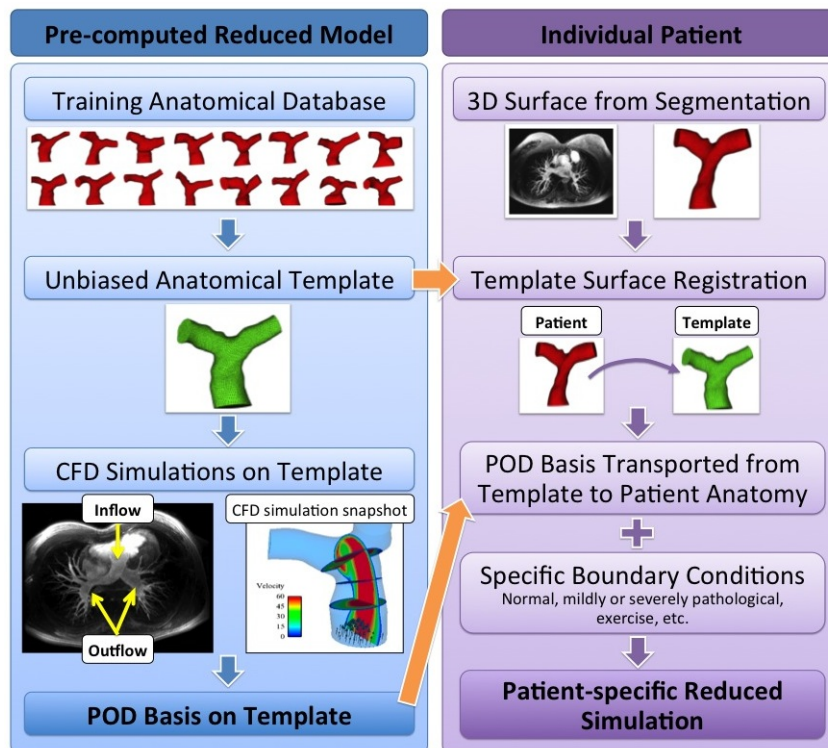 Pre-computed Reduced Model
Training Anatomical Database
Unbiased Anatomical Template
CFD Simulations on Template
Inflow
Outflow
CFD simulation snapshot
Velocity
60
45
30
15
0
POD Basis on Template
Individual Patient
3D Surface from Segmentation
Template Surface Registration
Patient
Template
POD Basis Transported from
Template to Patient Anatomy
Specific Boundary Conditions
Normal, mildly or severely pathological,
exercise, etc.
Patient-specific Reduced
Simulation